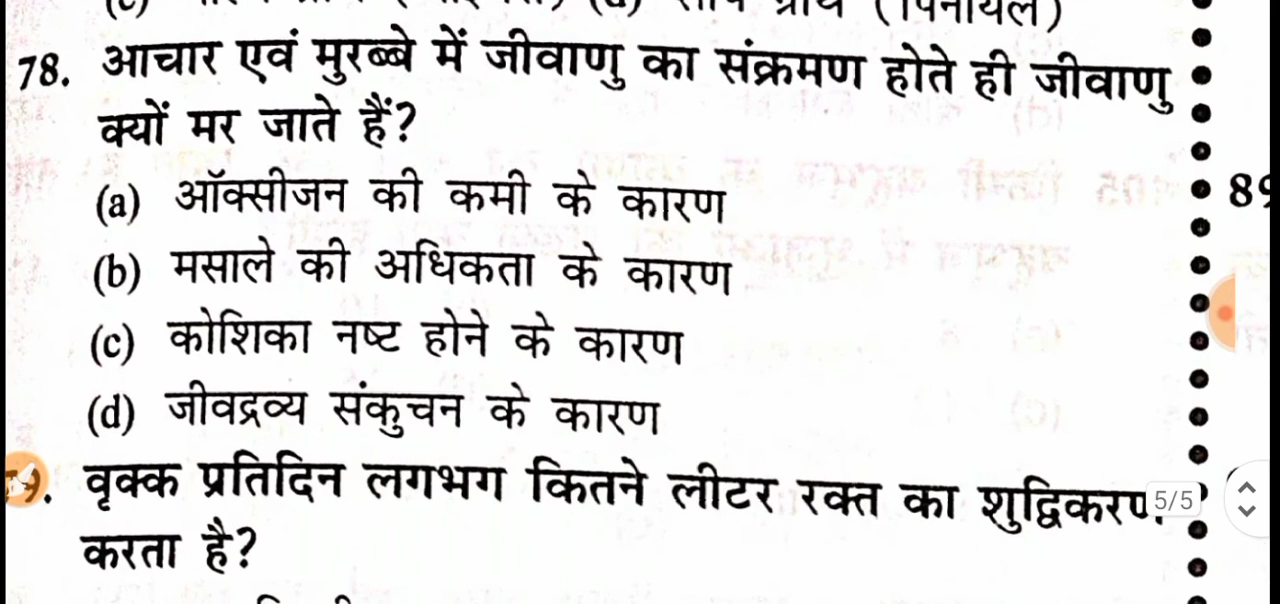 78. आचार एवं मुरब्बे में जीवाणु का संक्रमण होते ही जीवाणु
क्यों मर जाते हैं?
(a) ऑक्सीजन की कमी के कारण
(b) मसाले की अधिकता के कारण
(c) कोशिका नष्ट होने के कारण
(d) जीवद्रव्य संकुचन के कारण
9. वृक्क प्रतिदिन लगभग कितने लीटर रक्त का शुद्धिकरण
करता है?
5/5